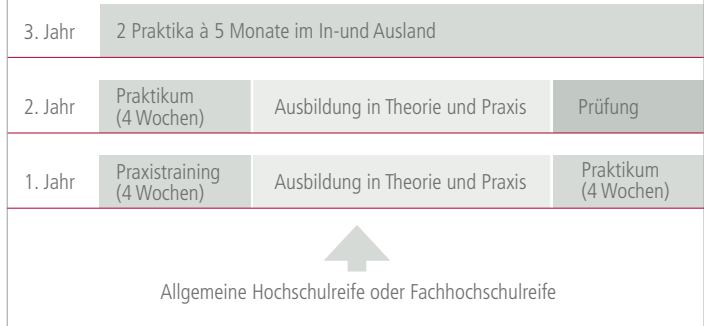 3. Jahr 2 Praktika à 5 Monate im In-und Ausland
2. Jahr
Praktikum
(4 Wochen)
Ausbildung in Theorie und Praxis
Prüfung
1. Jahr
Praxistraining
(4 Wochen)
Ausbildung in Theorie und Praxis
Praktikum
(4 Wochen)
Allgemeine Hochschulreife oder Fachhochschulreife